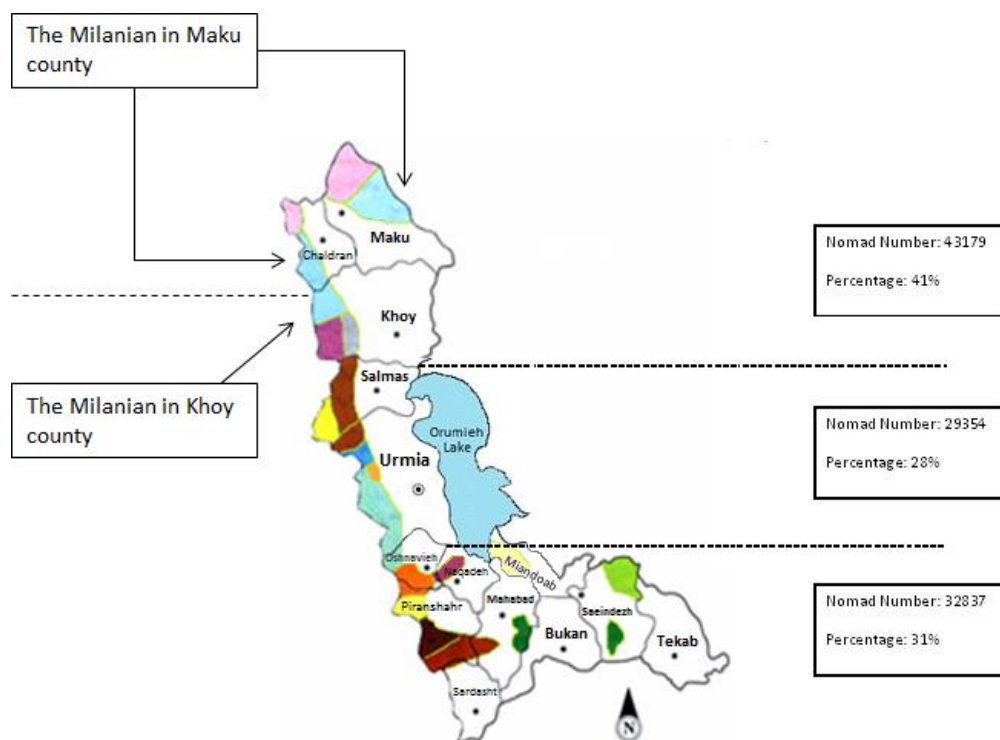 The Milanian in Maku
county
Maku
Chaldran
Nomad Number: 43179
Percentage: 41%
Khoy
Salmas
The Milanian in Khoy
county
Orumieh
Lake
Urmia
Nomad Number: 29354
Percentage: 28%
Oshnavieh
Naqadeh
Miandoab
Piranshahr
Mahabad
Saeindezh
Bukan
Tekab
Nomad Number: 32837
Percentage: 31%
Sardasht
N